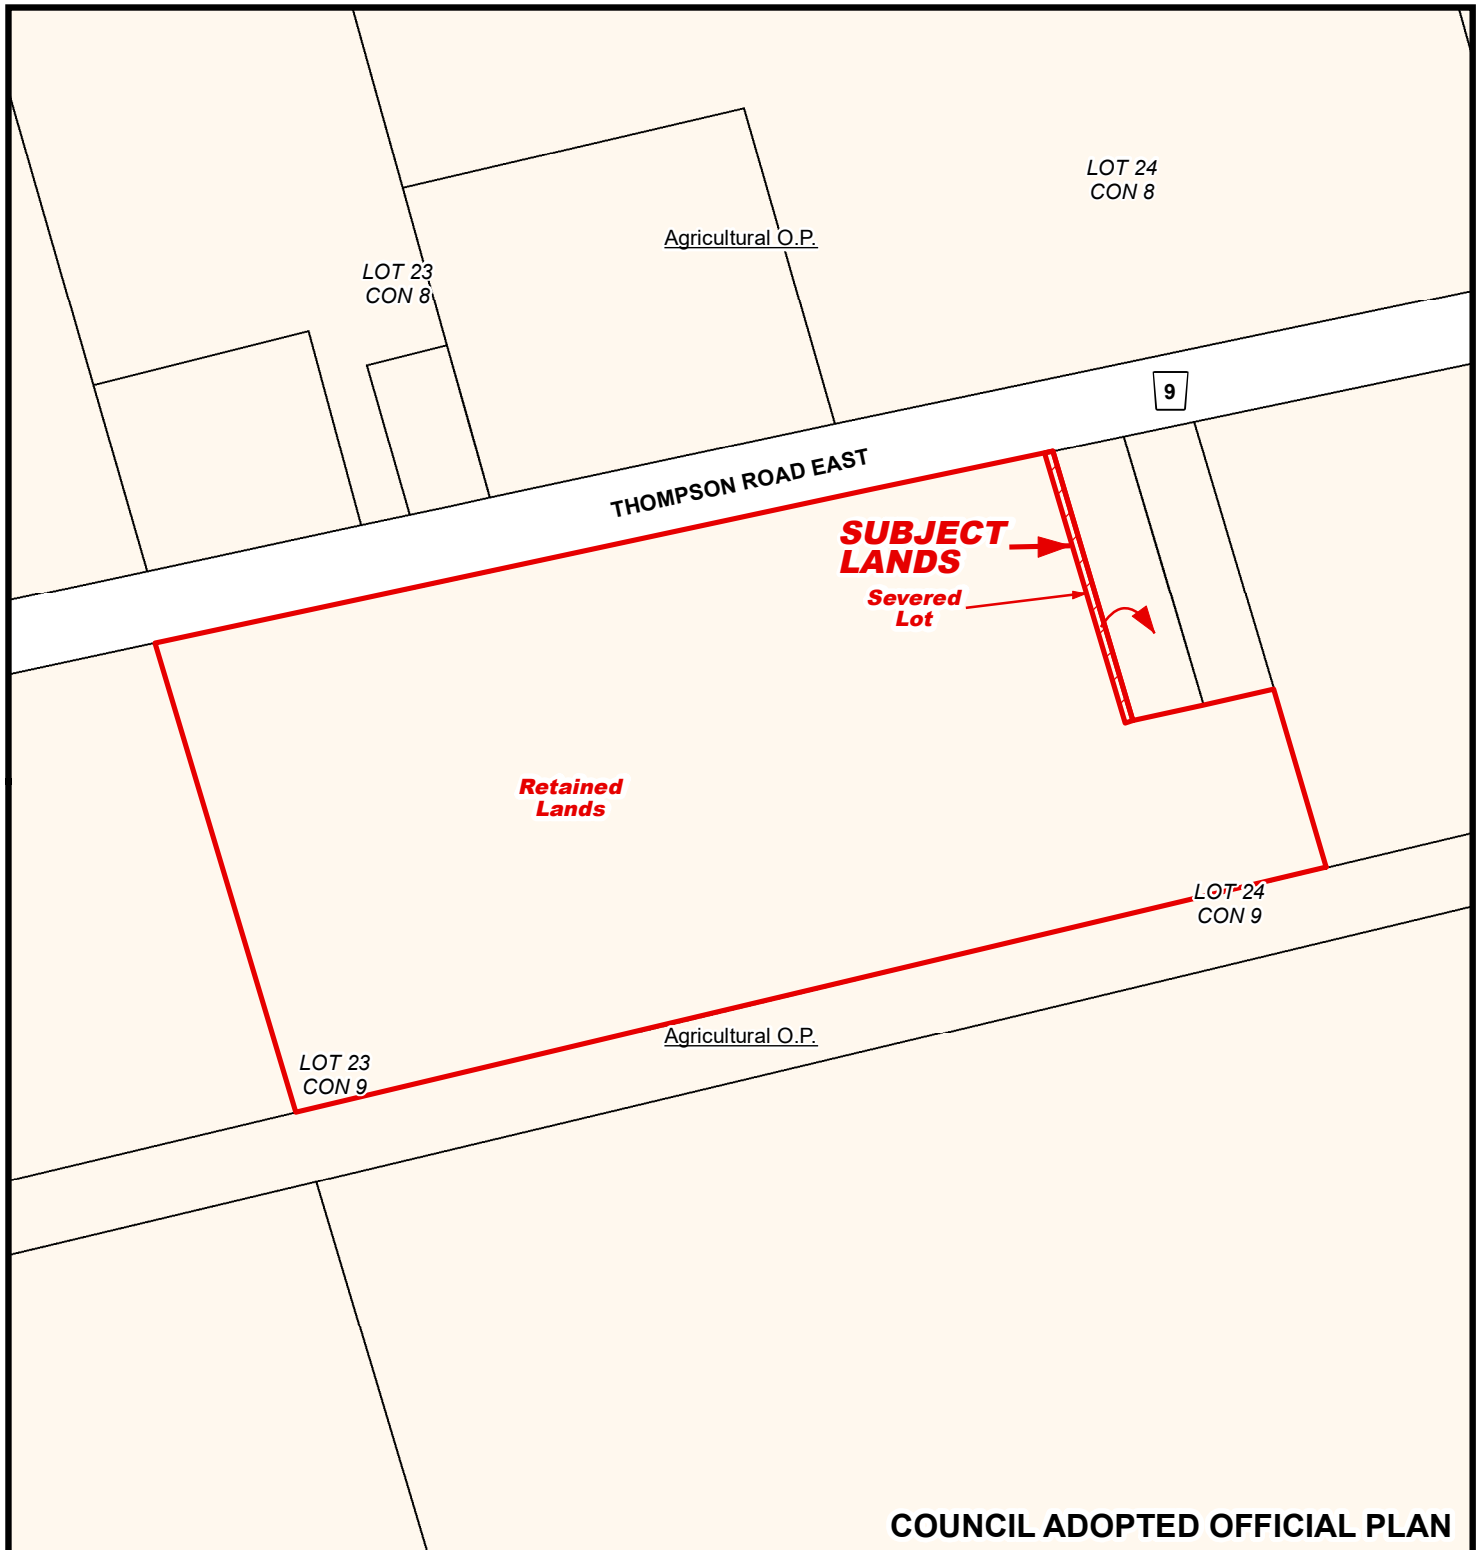 LOT 24
CON 8
Agricultural O.P.
LOT 23
CON 8
9
THOMPSON ROAD EAST
SUBJECT
LANDS
Severed
Lot
Retained
Lands
LOT 24
CON 9
Agricultural O.P.
LOT 23
CON 9
COUNCIL ADOPTED OFFICIAL PLAN